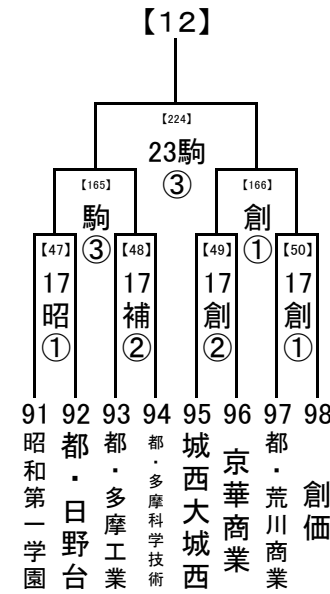 【12】
【224】
23駒
③
【165】
【166】
駒
創
③
①
【47】
【48】
【49】
【50】
17
17
17
17
昭
補
創
創
①
②
②
①
91
92
93
94
95
96
97
98
昭和第一学園
都・日野台
都・多摩工業
都・多摩科学技術
城西大城西
京華商業
都・荒川商業
創価